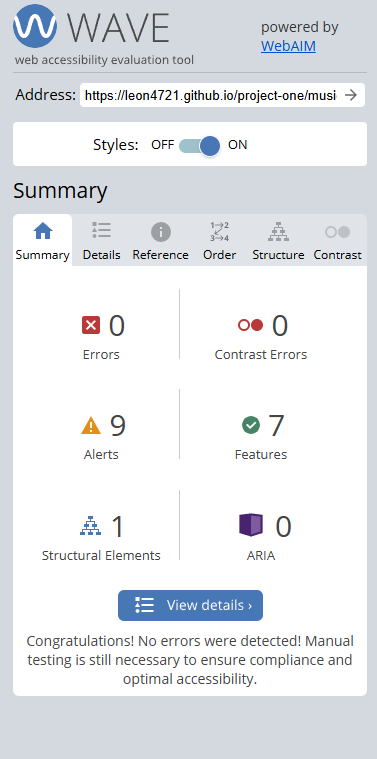 WAVE
web accessibility evaluation tool
powered by
WebAIM
Address: https://leon4721.github.io/project-one/musi
Styles: OFF ON
Summary
Summary Details Reference Order Structure Contrast
0 0
Errors Contrast Errors
9 7
Alerts Features
1 0
Structural Elements ARIA
View details ›
Congratulations! No errors were detected! Manual
testing is still necessary to ensure compliance and
optimal accessibility.